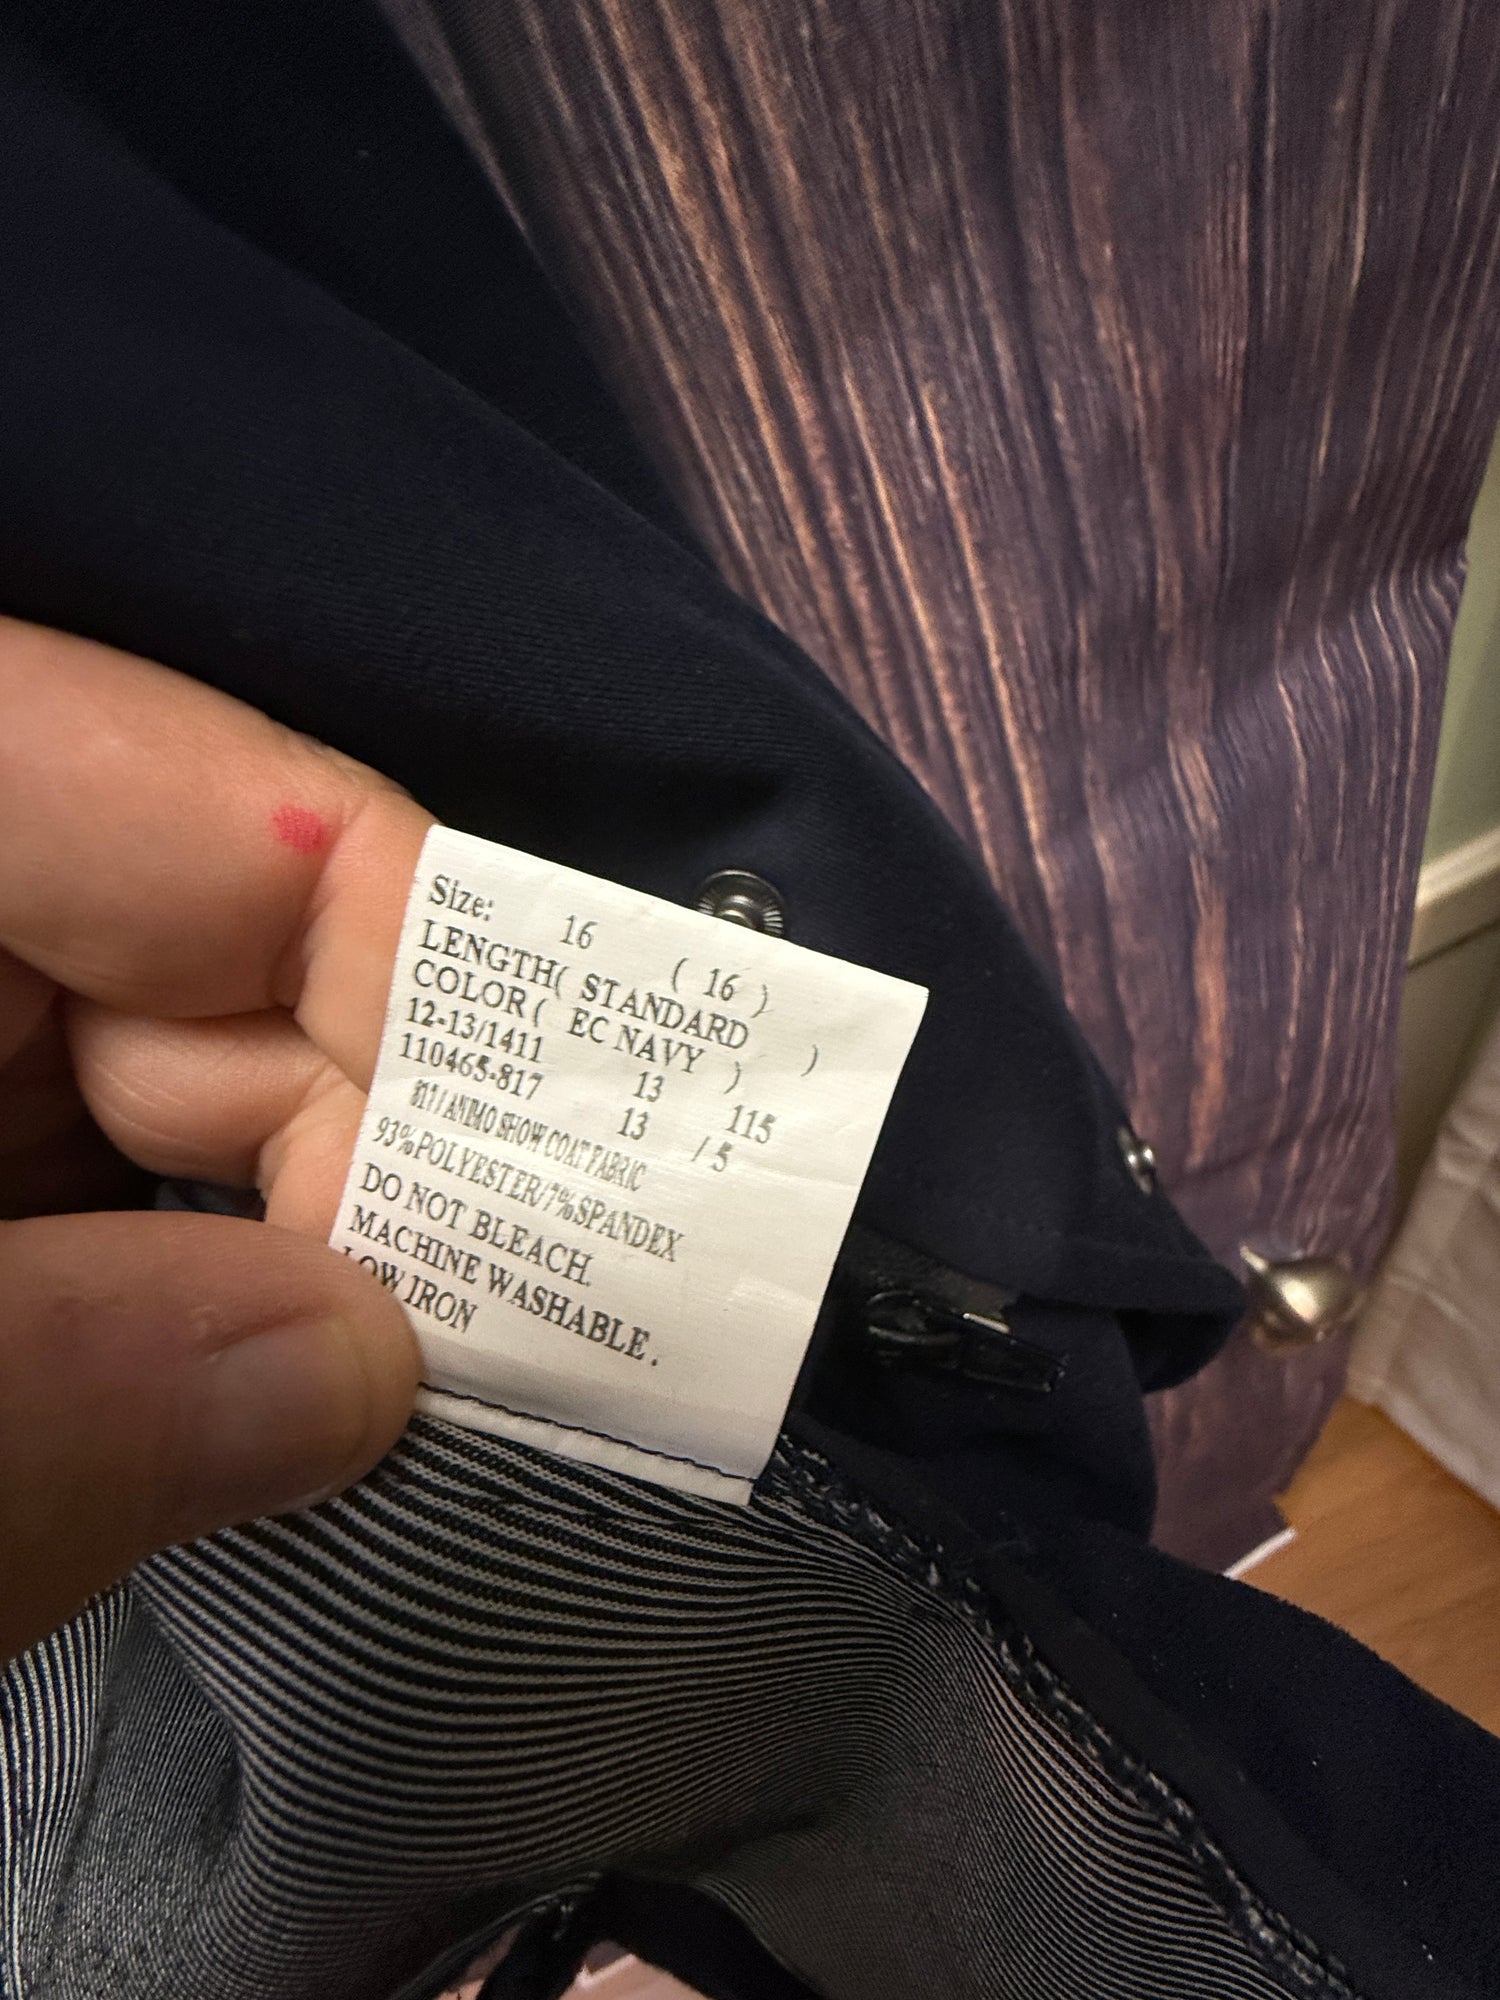 Size: 16 ( 16 )
LENGTH( STANDARD )
COLOR ( EC NAVY )
12-13/1411 13 115
110465-817 13 / 5
817/ANIMO SHOW COAT FABRIC
93%POLYESTER/7%SPANDEX
DO NOT BLEACH.
MACHINE WASHABLE.
LOW IRON